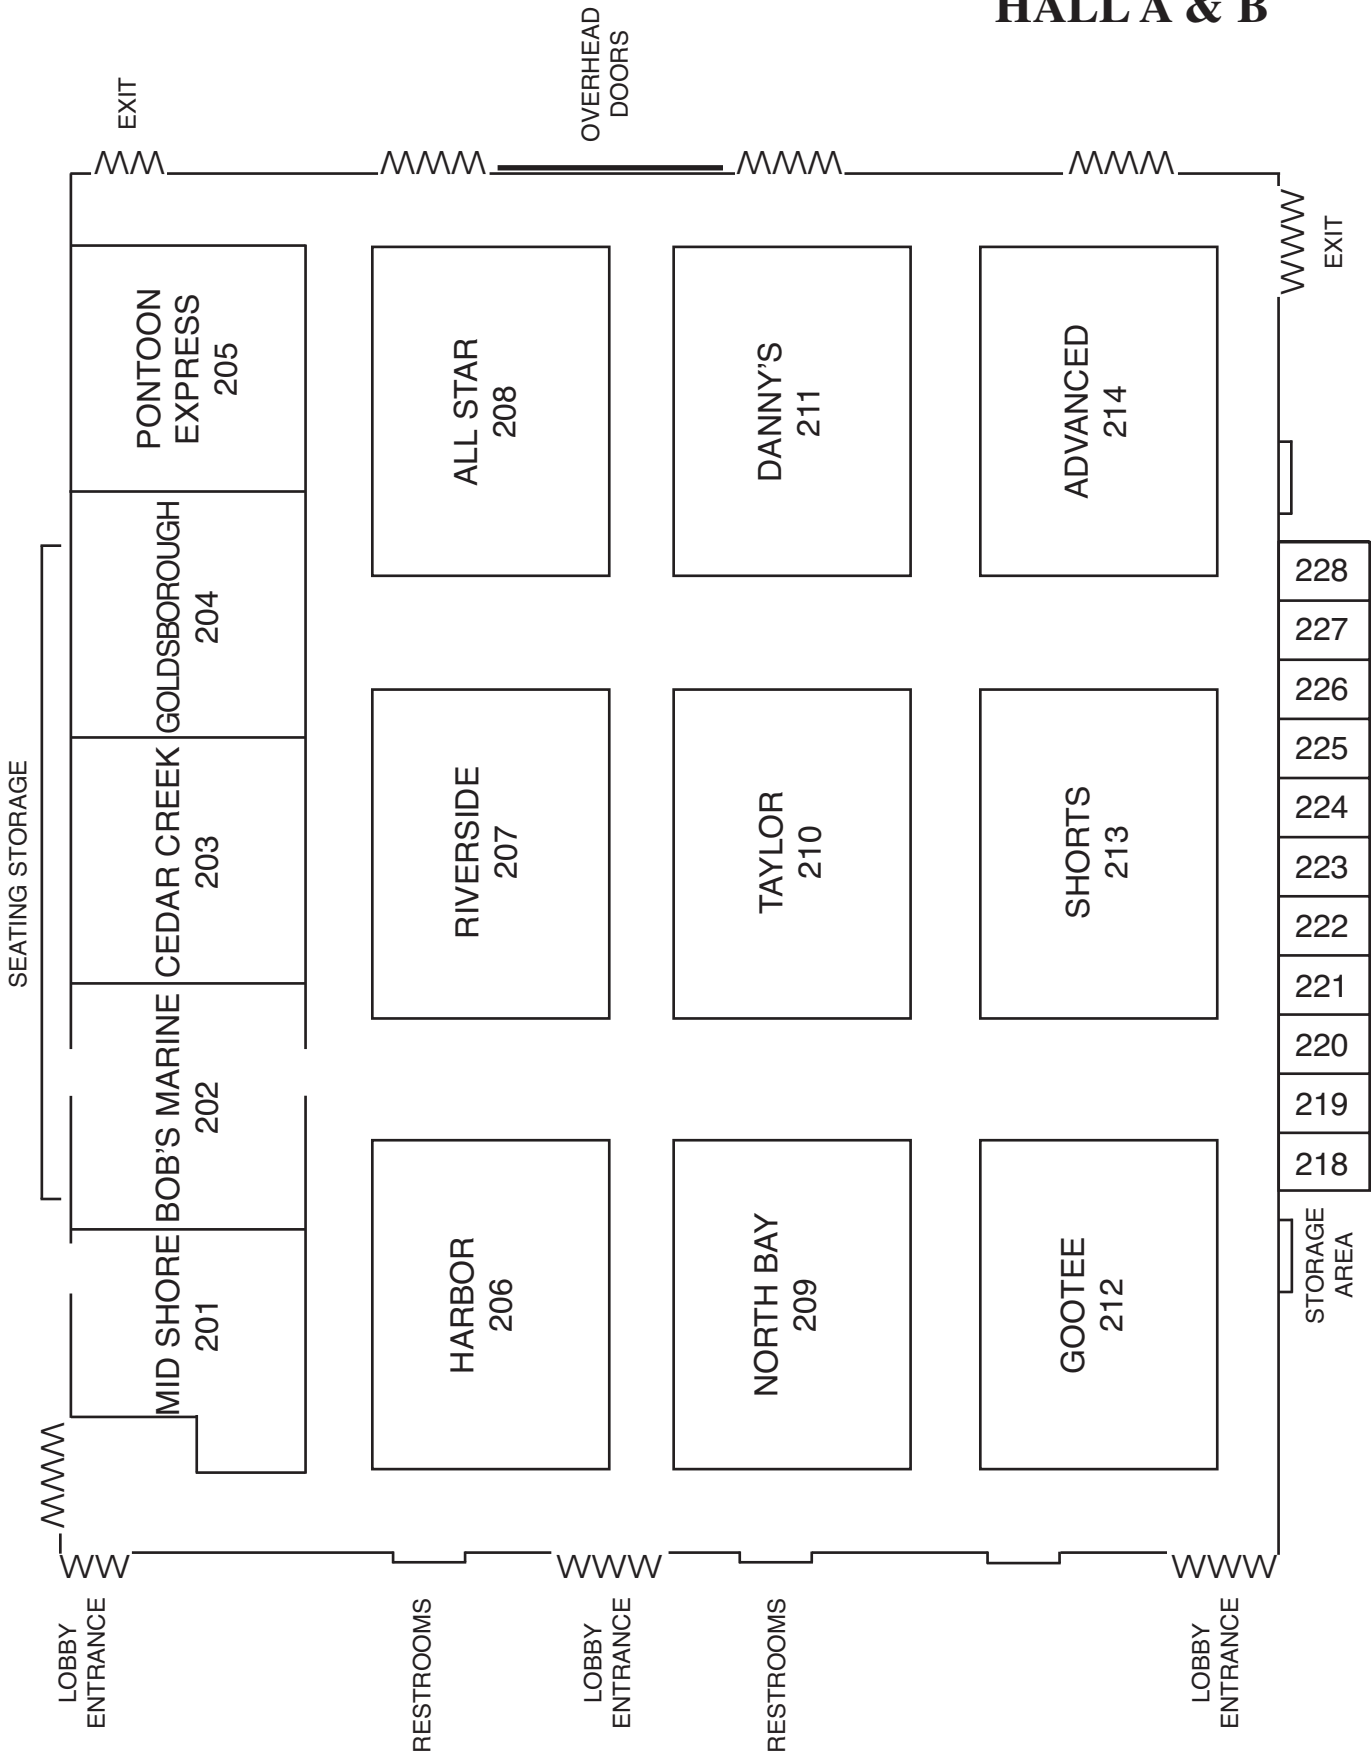 HALL A & B
OVERHEAD
DOORS
EXIT
EXIT
SEATING STORAGE
PONTOON
EXPRESS
205
GOLDSBOROUGH
204
CEDAR CREEK
203
BOB'S MARINE
202
MID SHORE
201
ALL STAR
208
RIVERSIDE
207
HARBOR
206
DANNY'S
211
TAYLOR
210
NORTH BAY
209
ADVANCED
214
SHORTS
213
GOOTEE
212
228
227
226
225
224
223
222
221
220
219
218
STORAGE
AREA
LOBBY
ENTRANCE
RESTROOMS
LOBBY
ENTRANCE
RESTROOMS
LOBBY
ENTRANCE